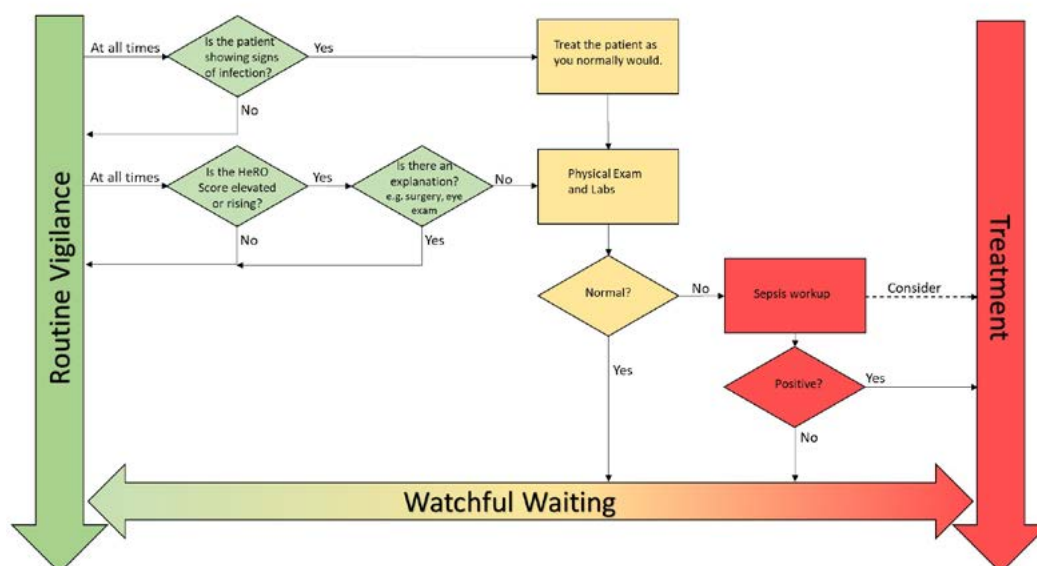 Routine Vigilance
At all times
Is the patient
showing signs
of infection?
Yes
No
Treat the patient as
you normally would.
At all times
Is the HeRO
Score elevated
or rising?
Yes
No
Is there an
explanation?
e.g. surgery, eye
exam
No
Yes
Physical Exam
and Labs
Normal?
No
Yes
Sepsis workup
Consider
Positive?
Yes
No
Watchful Waiting
Treatment